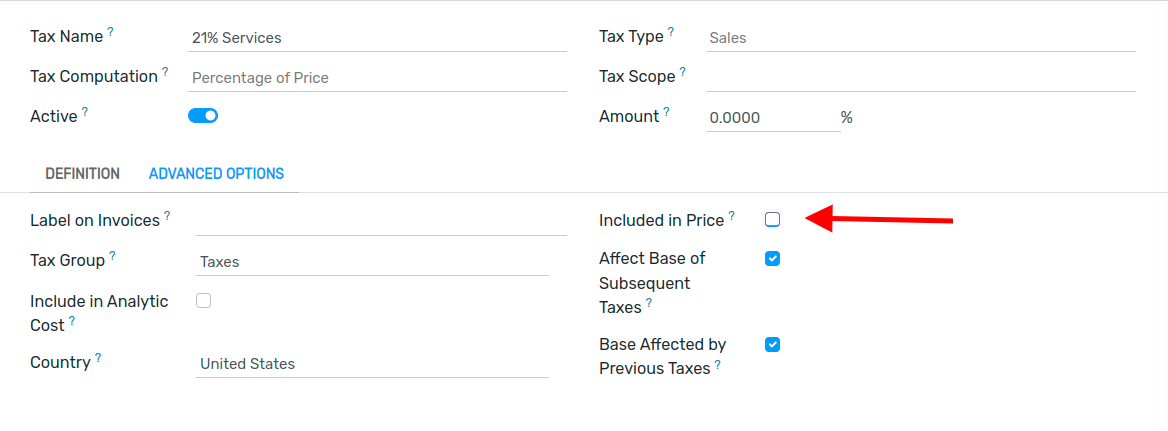 Tax Name ? 21% Services
Tax Type ? Sales
Tax Computation ? Percentage of Price
Tax Scope ?
Active ?
Amount ? 0.0000 %
DEFINITION ADVANCED OPTIONS
Label on Invoices ?
Included in Price ?
Tax Group ? Taxes
Affect Base of
Subsequent
Taxes ?
Include in Analytic
Cost ?
Base Affected by
Previous Taxes ?
Country ? United States